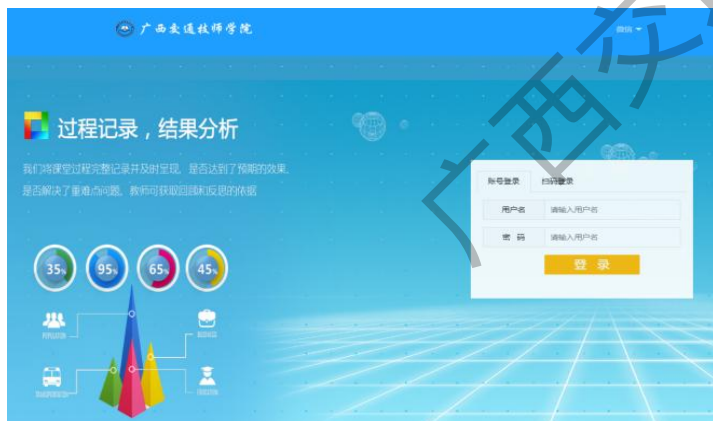 广西交通技师学院
微信
过程记录，结果分析
我们将课堂过程完整记录并及时呈现，是否达到了预期的效果，
是否解决了重难点问题，教师可获取回顾和反思的依据
账号登录 扫码登录
用户名 请输入用户名
密 码 请输入用户名
登 录
35%
95%
65%
45%
POPULATION
BUSINESS
TRANSPORTATION
EDUCATION
广西交